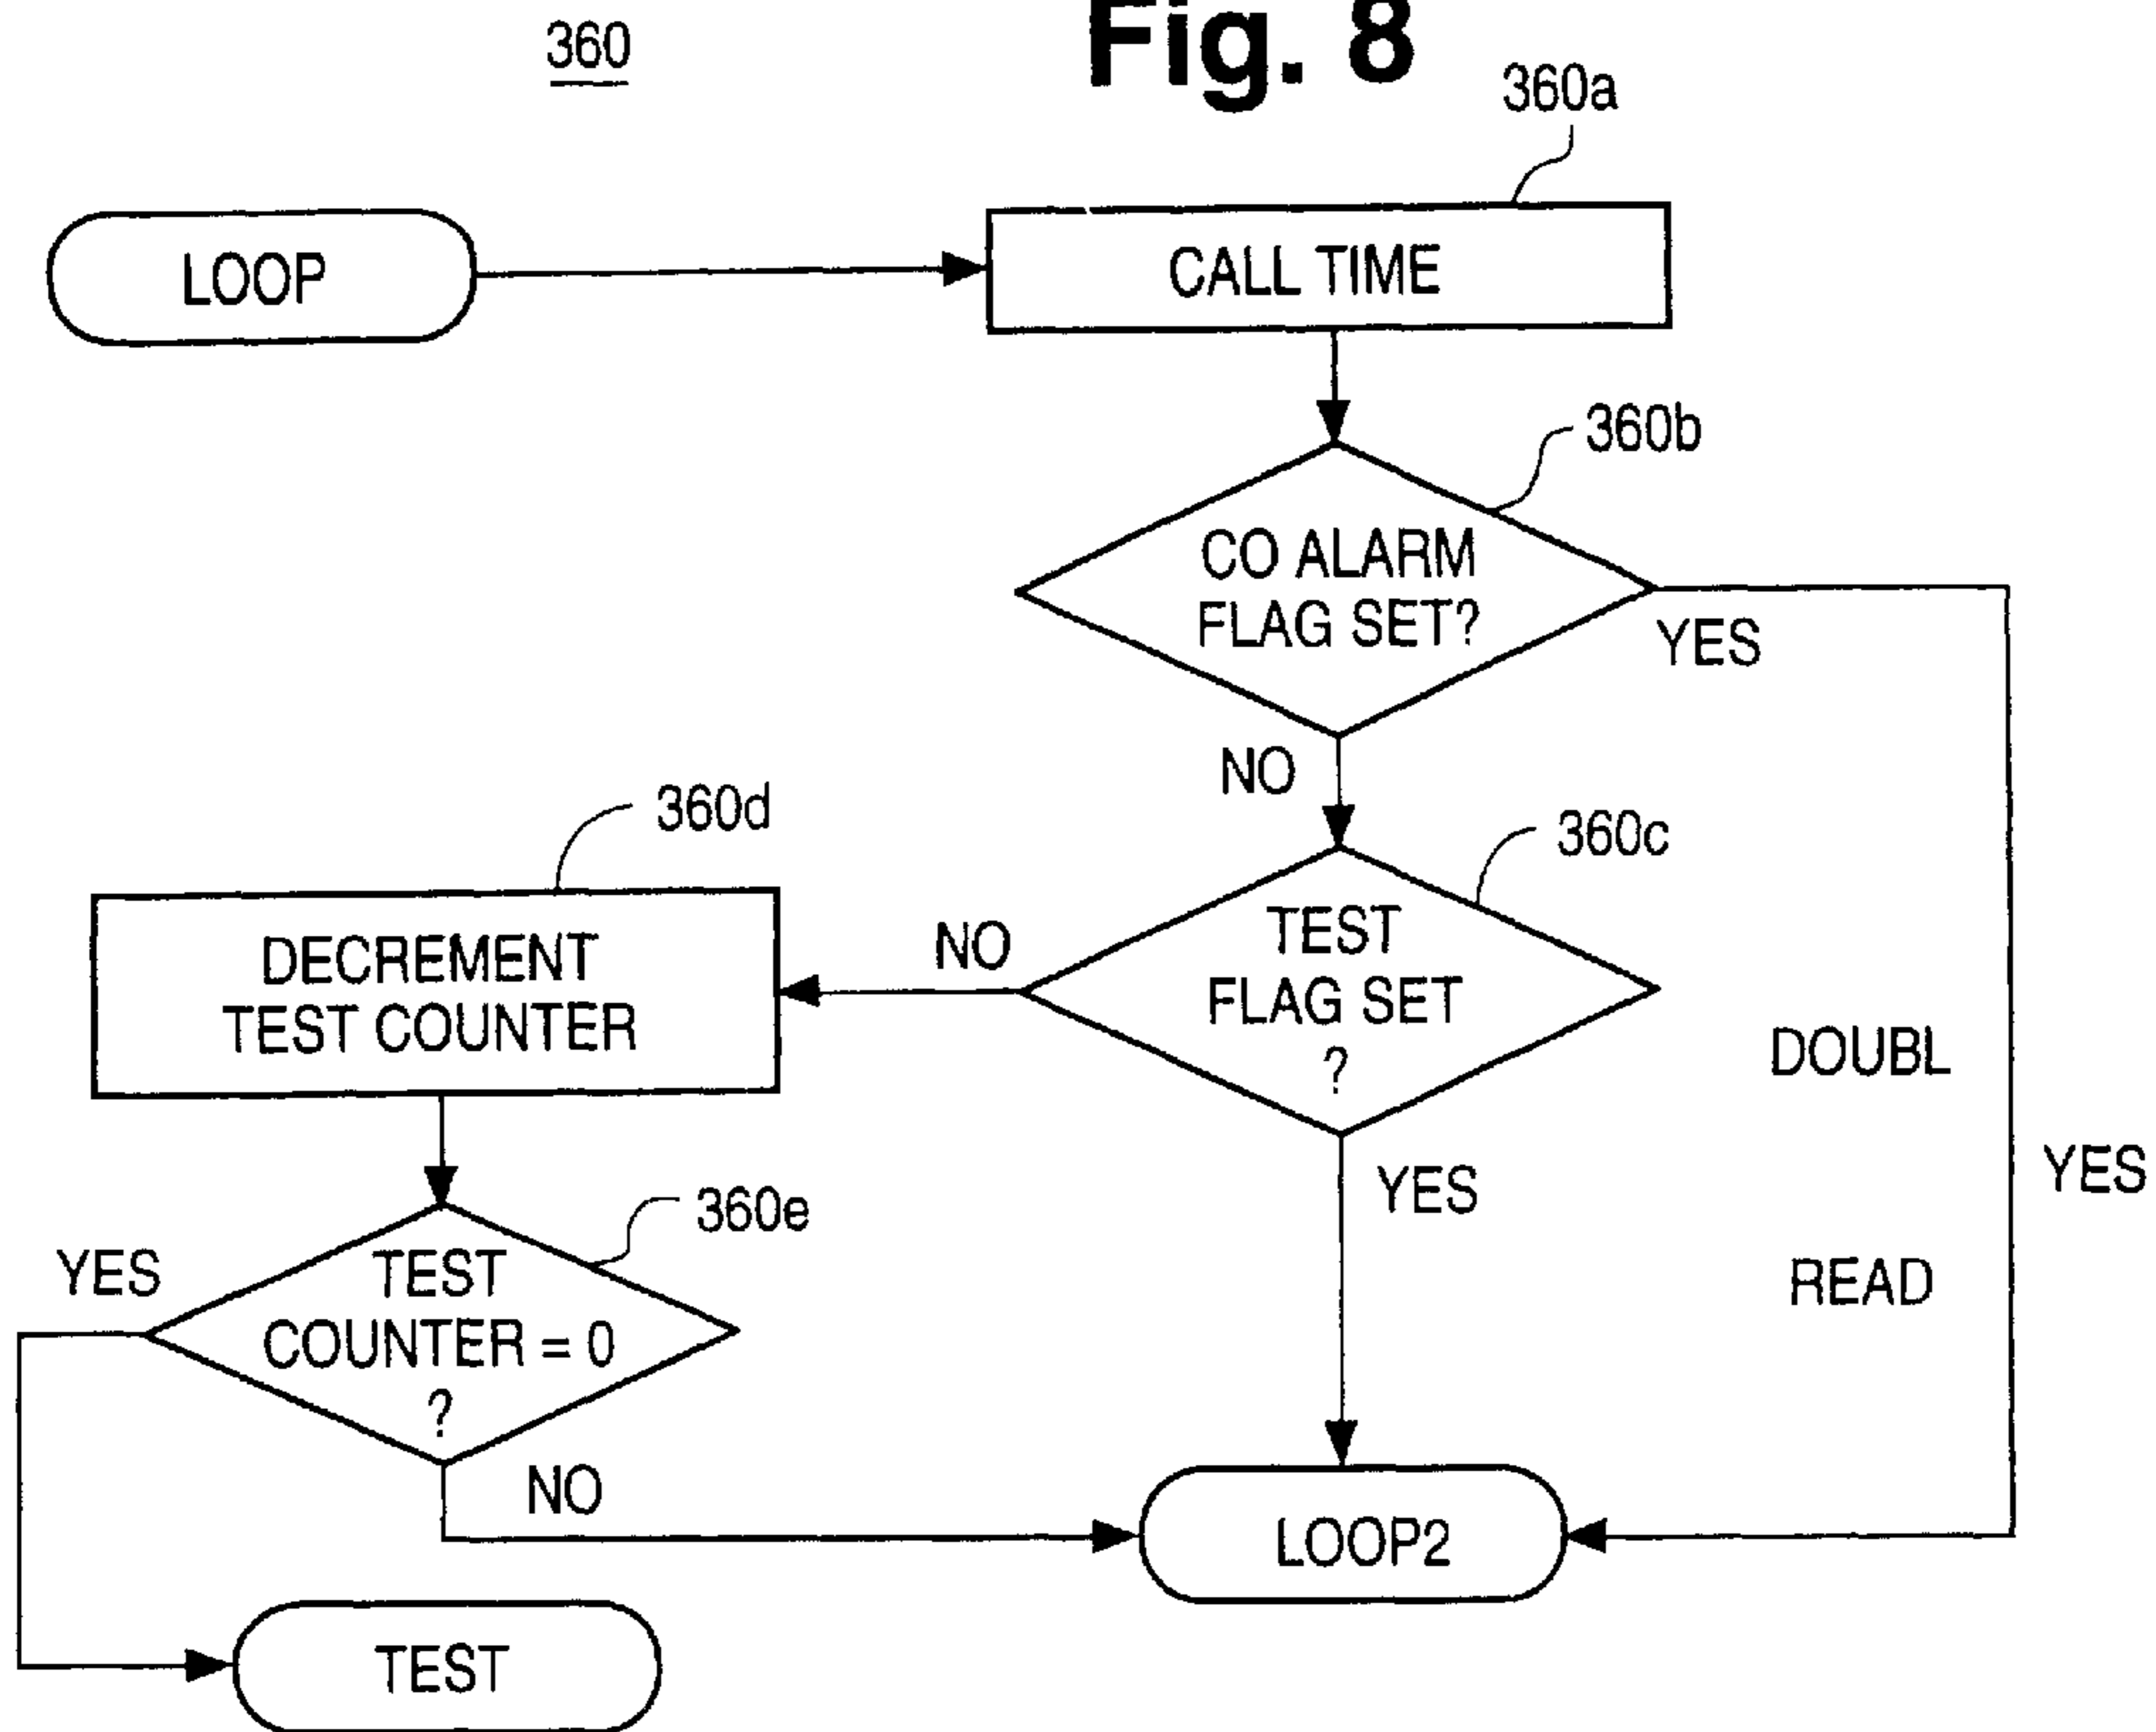 360
Fig. 8
360a
LOOP
CALL TIME
360b
CO ALARM
FLAG SET?
YES
NO
360d
360c
DECREMENT
TEST COUNTER
NO
TEST
FLAG SET
?
DOUBL
YES
YES
360e
READ
YES
TEST
COUNTER = 0
?
NO
LOOP2
TEST